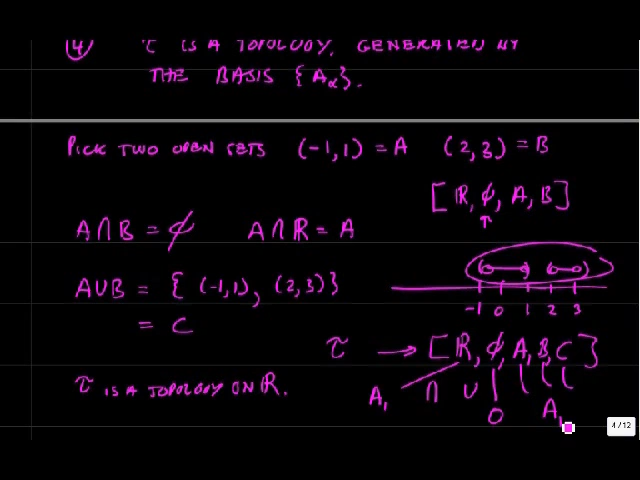 (4) τ IS A TOPOLOGY. GENERATED BY
THE BASIS {Aα}.
PICK TWO OPEN SETS (-1,1) = A (2,3) = B
[ℝ, ϕ, A, B]
A∩B = ϕ A∩ℝ = A
A∪B = { (-1,1), (2,3)}
= C
-1 0 1 2 3
τ → [ℝ, ϕ, A, B, C }
τ IS A TOPOLOGY ON ℝ.
A, ∩ ∪ 0 A,
4/12